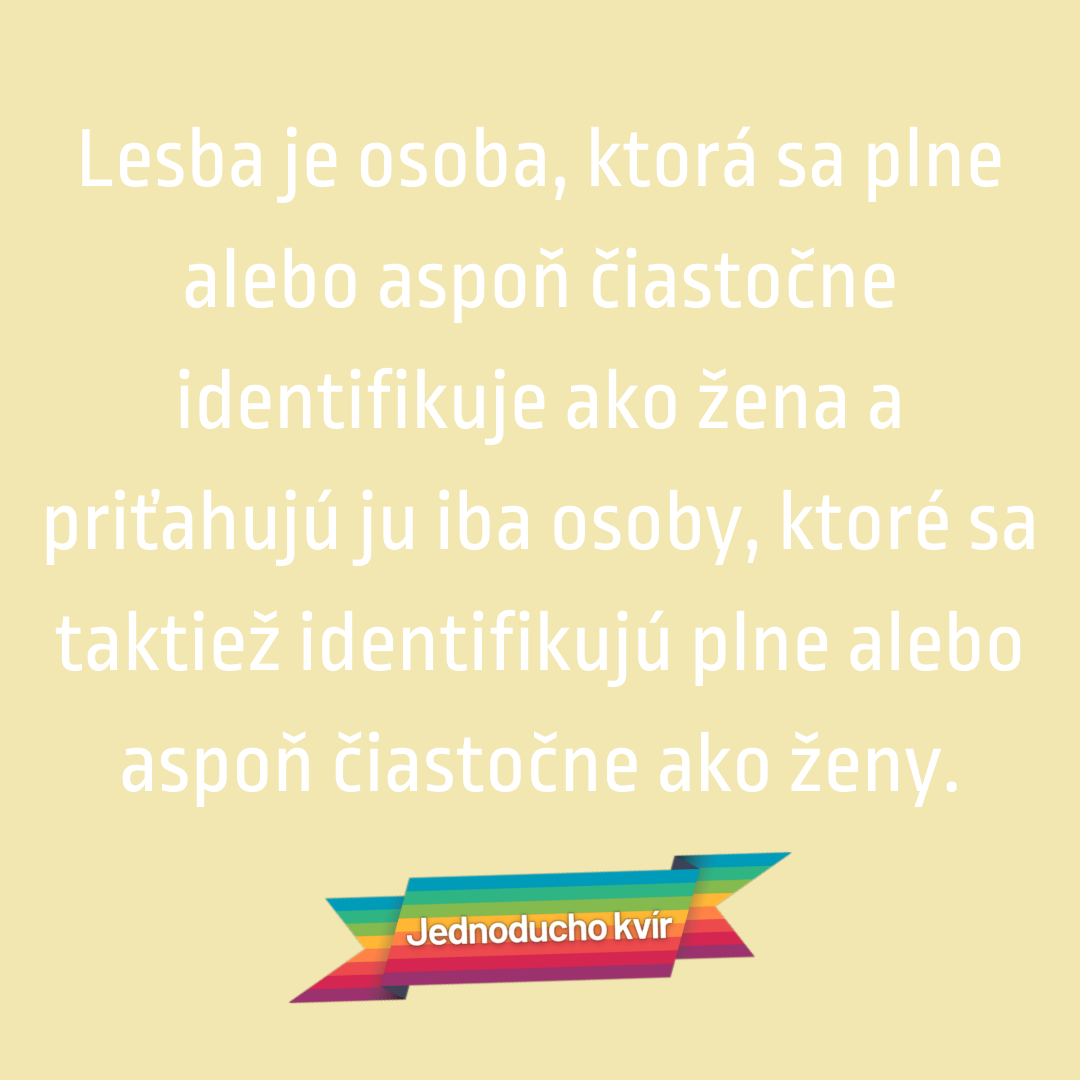 Lesba je osoba, ktorá sa plne
alebo aspoň čiastočne
identifikuje ako žena a
priťahujú ju iba osoby, ktoré sa
taktiež identifikujú plne alebo
aspoň čiastočne ako ženy.
Jednoducho kvír